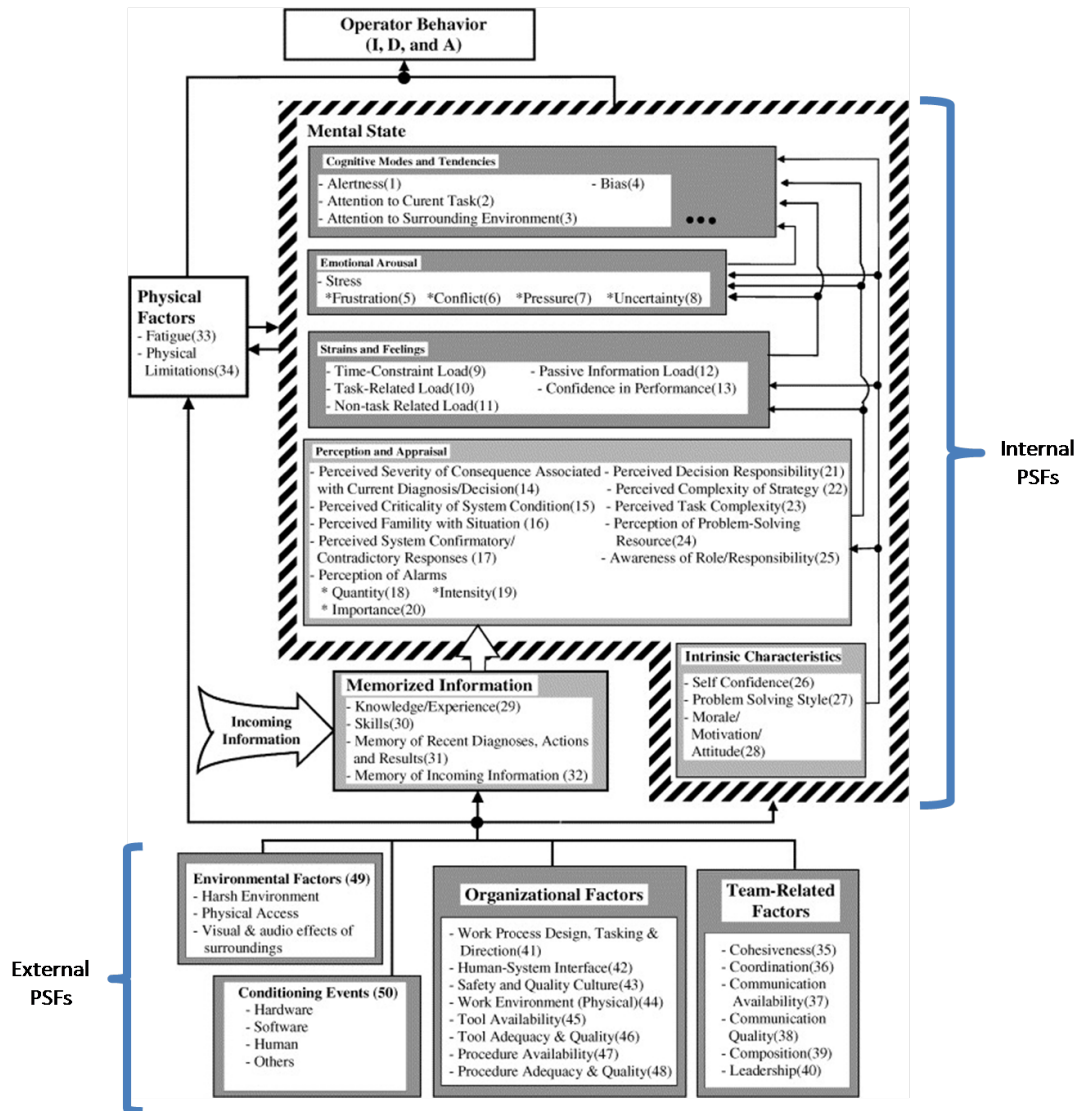 Operator Behavior
(I, D, and A)
Mental State
Cognitive Modes and Tendencies
- Alertness(1)
- Bias(4)
- Attention to Curent Task(2)
- Attention to Surrounding Environment(3)
Emotional Arousal
- Stress
*Frustration(5) *Conflict(6) *Pressure(7) *Uncertainty(8)
Physical
Factors
- Fatigue(33)
- Physical
Limitations(34)
Strains and Feelings
- Time-Constraint Load(9)
- Task-Related Load(10)
- Non-task Related Load(11)
- Passive Information Load(12)
- Confidence in Performance(13)
Perception and Appraisal
- Perceived Severity of Consequence Associated
with Current Diagnosis/Decision(14)
- Perceived Criticality of System Condition(15)
- Perceived Famility with Situation (16)
- Perceived System Confirmatory/
Contradictory Responses (17)
- Perception of Alarms
* Quantity(18) *Intensity(19)
* Importance(20)
- Perceived Decision Responsibility(21)
- Perceived Complexity of Strategy (22)
- Perceived Task Complexity(23)
- Perception of Problem-Solving
Resource(24)
- Awareness of Role/Responsibility(25)
Internal
PSFs
Intrinsic Characteristics
- Self Confidence(26)
- Problem Solving Style(27)
- Morale/
Motivation/
Attitude(28)
Memorized Information
- Knowledge/Experience(29)
- Skills(30)
- Memory of Recent Diagnoses, Actions
and Results(31)
- Memory of Incoming Information (32)
Incoming
Information
External
PSFs
Environmental Factors (49)
- Harsh Environment
- Physical Access
- Visual & audio effects of
surroundings
Conditioning Events (50)
- Hardware
- Software
- Human
- Others
Organizational Factors
- Work Process Design, Tasking &
Direction(41)
- Human-System Interface(42)
- Safety and Quality Culture(43)
- Work Environment (Physical)(44)
- Tool Availability(45)
- Tool Adequacy & Quality(46)
- Procedure Availability(47)
- Procedure Adequacy & Quality(48)
Team-Related
Factors
- Cohesiveness(35)
- Coordination(36)
- Communication
Availability(37)
- Communication
Quality(38)
- Composition(39)
- Leadership(40)